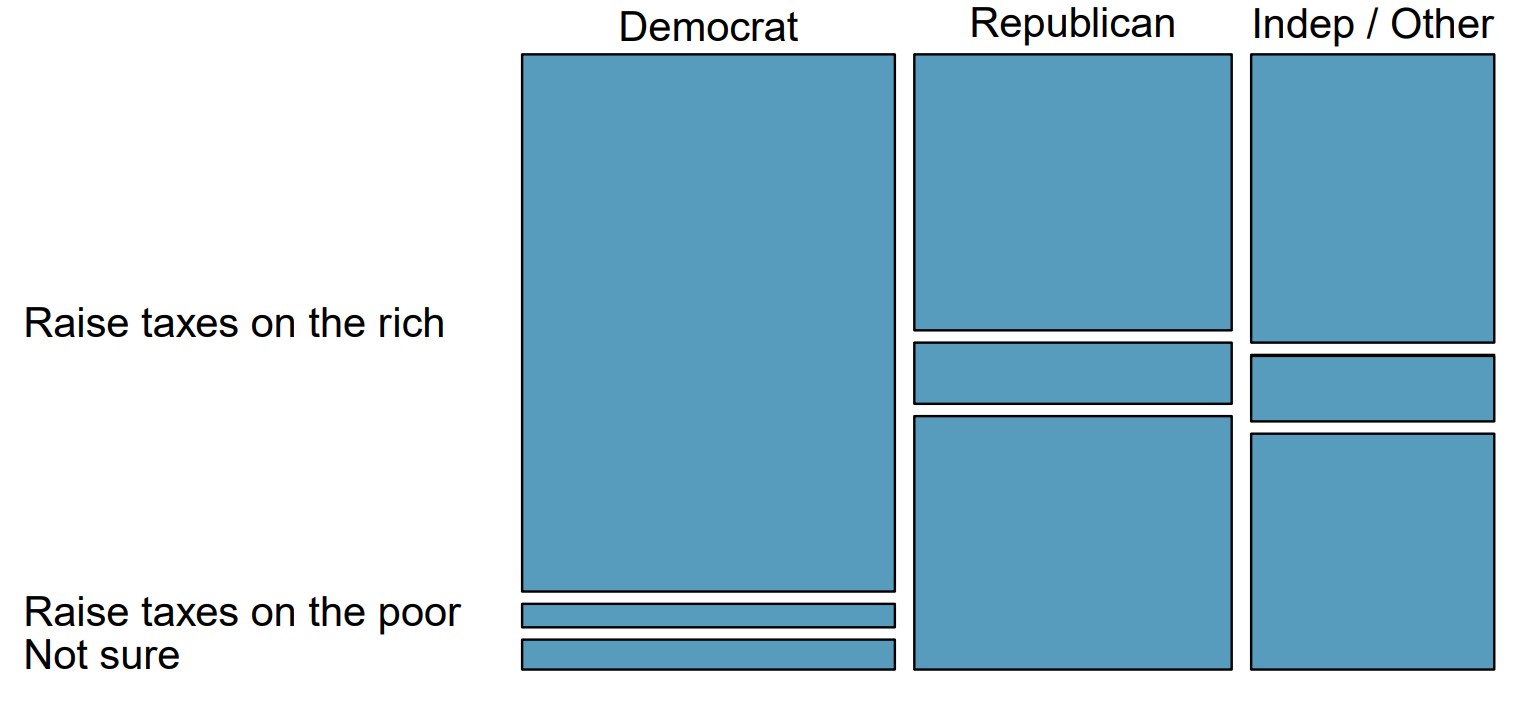 Democrat
Republican
Indep / Other
Raise taxes on the rich
Raise taxes on the poor
Not sure